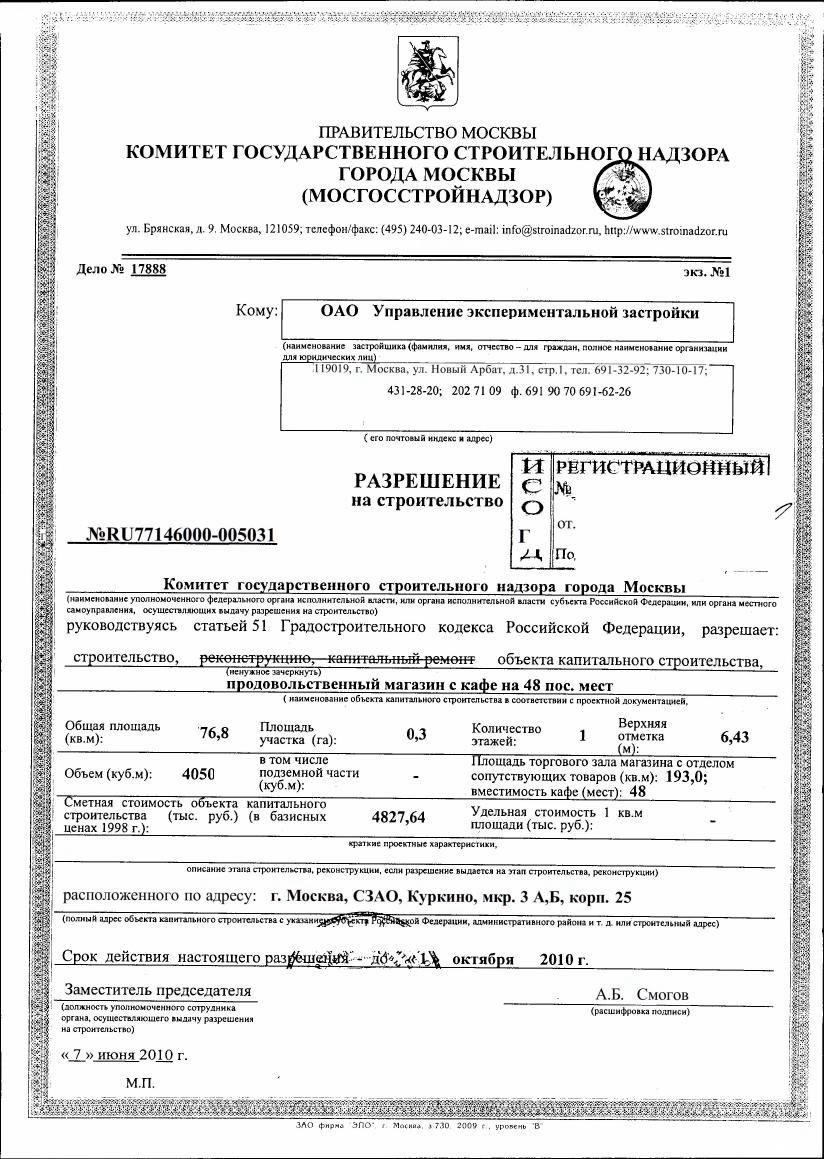 ПРАВИТЕЛЬСТВО МОСКВЫ
КОМИТЕТ ГОСУДАРСТВЕННОГО СТРОИТЕЛЬНОГО НАДЗОРА
ГОРОДА МОСКВЫ
(МОСГОССТРОЙНАДЗОР)
ул. Брянская, д. 9. Москва, 121059; телефон/факс: (495) 240-03-12; e-mail: info@stroinadzor.ru, http://www.stroinadzor.ru
Дело № 17888 экз. №1
Кому: ОАО Управление экспериментальной застройки
(наименование застройщика (фамилия, имя, отчество – для граждан, полное наименование организации
для юридических лиц)
119019, г. Москва, ул. Новый Арбат, д.31, стр.1, тел. 691-32-92; 730-10-17;
431-28-20; 202 71 09 ф. 691 90 70 691-62-26
( его почтовый индекс и адрес)
РАЗРЕШЕНИЕ
на строительство
ИСОГД
РЕГИСТРАЦИОННЫЙ
№
от.
По.
№RU77146000-005031
Комитет государственного строительного надзора города Москвы
(наименование уполномоченного федерального органа исполнительной власти, или органа исполнительной власти субъекта Российской Федерации, или органа местного
самоуправления, осуществляющих выдачу разрешения на строительство)
руководствуясь статьей 51 Градостроительного кодекса Российской Федерации, разрешает:
строительство, реконструкцию, капитальный ремонт объекта капитального строительства,
(ненужное зачеркнуть)
продовольственный магазин с кафе на 48 пос. мест
( наименование объекта капитального строительства в соответствии с проектной документацией,
Общая площадь
(кв.м): 76,8
Площадь
участка (га): 0,3
Количество
этажей: 1
Верхняя
отметка
(м): 6,43
Объем (куб.м): 4050
в том числе
подземной части
(куб.м): -
Площадь торгового зала магазина с отделом
сопутствующих товаров (кв.м): 193,0;
вместимость кафе (мест): 48
Сметная стоимость объекта капитального
строительства (тыс. руб.) (в базисных
ценах 1998 г.): 4827,64
Удельная стоимость 1 кв.м
площади (тыс. руб.): -
краткие проектные характеристики,
описание этапа строительства, реконструкции, если разрешение выдается на этап строительства, реконструкции)
расположенного по адресу: г. Москва, СЗАО, Куркино, мкр. 3 А,Б, корп. 25
(полный адрес объекта капитального строительства с указанием субъекта Российской Федерации, административного района и т. д. или строительный адрес)
Срок действия настоящего разрешения - до «1» октября 2010 г.
Заместитель председателя
(должность уполномоченного сотрудника
органа, осуществляющего выдачу разрешения
на строительство)
А.Б. Смогов
(расшифровка подписи)
« 7 » июня 2010 г.
М.П.
ЗАО фирма "ЭПО", г. Москва, з-730, 2009 г., уровень "В"